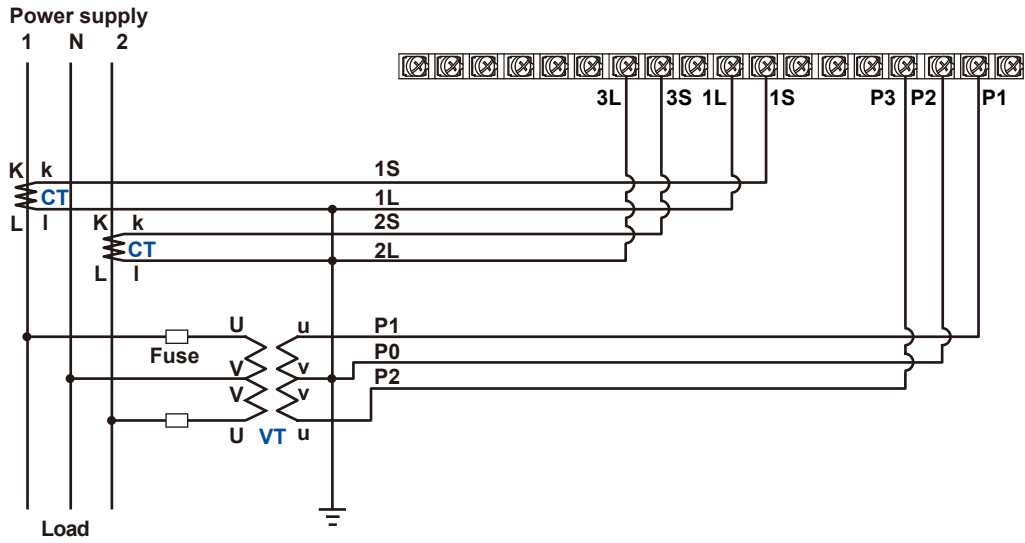 Power supply
1 N 2
3L 3S 1L 1S P3 P2 P1
K k 1S
CT 1L
L l K k 2S
CT 2L
L l
U u P1
Fuse P0
V v P2
V v
U VT u
Load